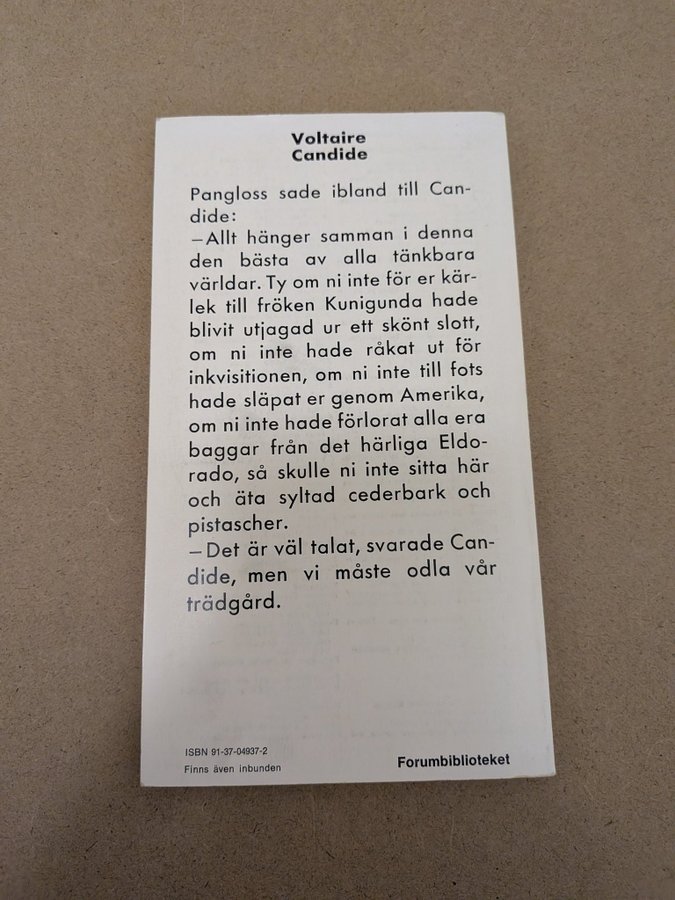 Voltaire
Candide
Pangloss sade ibland till Can-
dide:
—Allt hänger samman i denna
den bästa av alla tänkbara
världar. Ty om ni inte för er kär-
lek till fröken Kunigunda hade
blivit utjagad ur ett skönt slott,
om ni inte hade råkat ut för
inkvisitionen, om ni inte till fots
hade släpat er genom Amerika,
om ni inte hade förlorat alla era
baggar från det härliga Eldo-
rado, så skulle ni inte sitta här
och äta syltad cederbark och
pistascher.
—Det är väl talat, svarade Can-
dide, men vi måste odla vår
trädgård.
ISBN 91-37-04937-2
Finns även inbunden
Forumbiblioteket